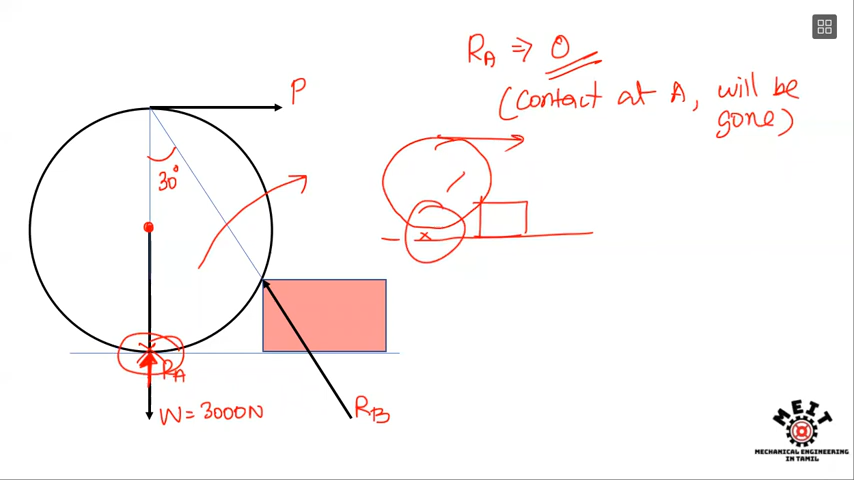 R_A ⇒ 0
(contact at A, will be
gone)
P
30°
R_A
W = 3000N
R_B
MEIT
MECHANICAL ENGINEERING
IN TAMIL